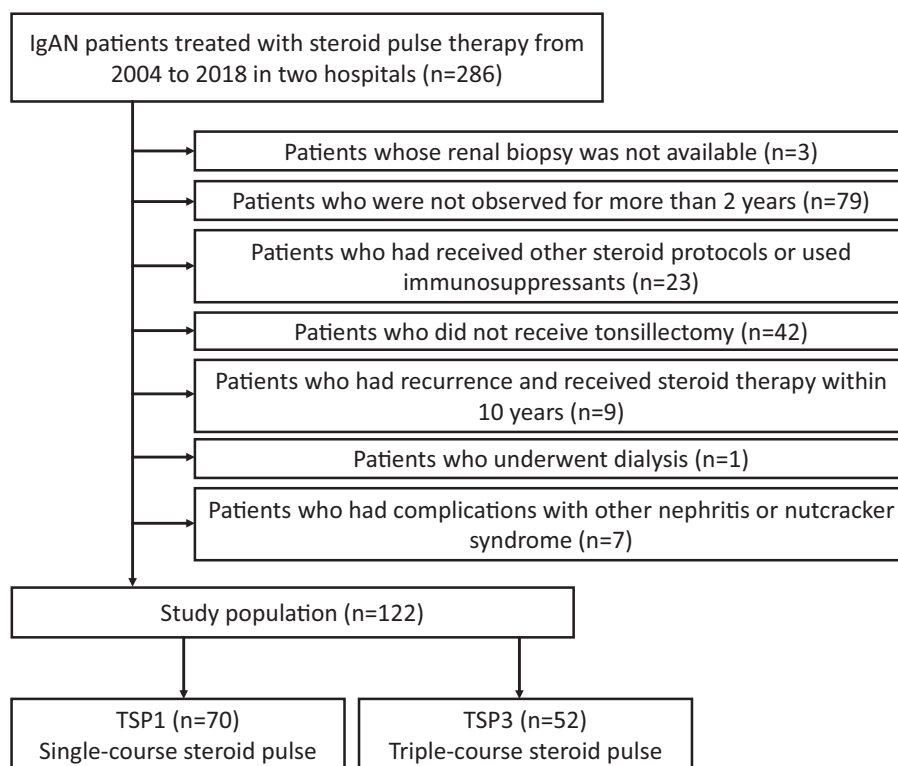 IgAN patients treated with steroid pulse therapy from
2004 to 2018 in two hospitals (n=286)
Patients whose renal biopsy was not available (n=3)
Patients who were not observed for more than 2 years (n=79)
Patients who had received other steroid protocols or used
immunosuppressants (n=23)
Patients who did not receive tonsillectomy (n=42)
Patients who had recurrence and received steroid therapy within
10 years (n=9)
Patients who underwent dialysis (n=1)
Patients who had complications with other nephritis or nutcracker
syndrome (n=7)
Study population (n=122)
TSP1 (n=70)
Single-course steroid pulse
TSP3 (n=52)
Triple-course steroid pulse